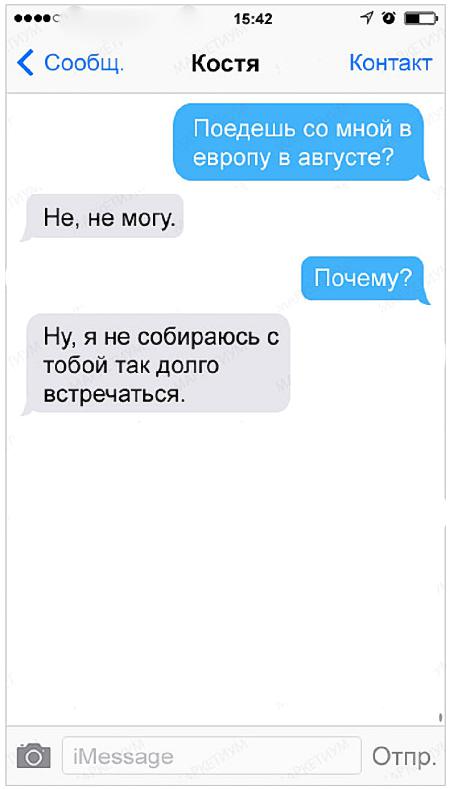 15:42
Сообщ. Костя Контакт
Поедешь со мной в
европу в августе?
Не, не могу.
Почему?
Ну, я не собираюсь с
тобой так долго
встречаться.
iMessage Отпр.